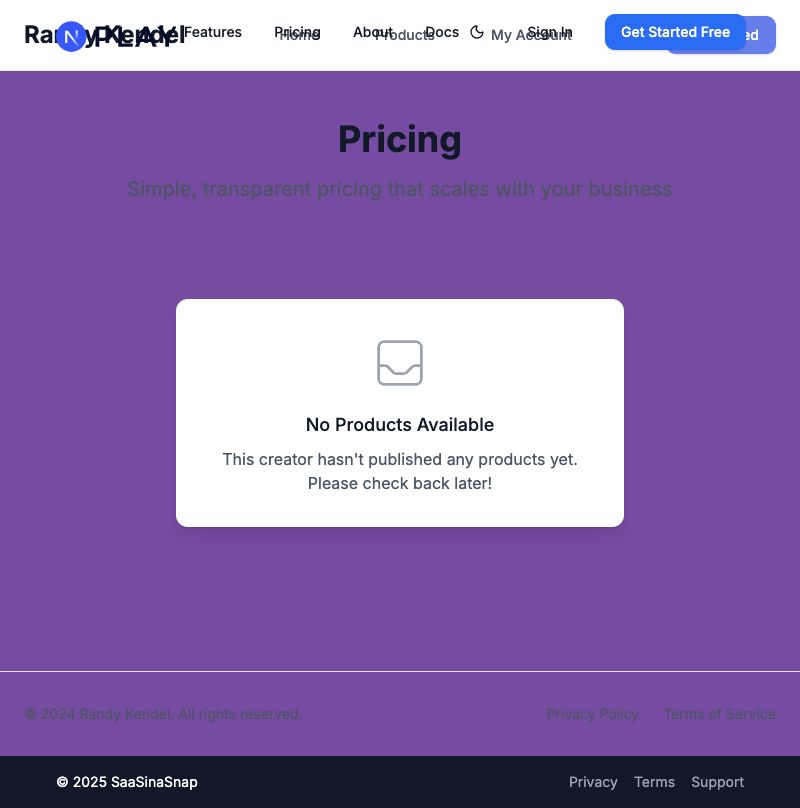 Randy Kendel
PLAY
Features Pricing About Docs Sign In Get Started Free
Home Products My Account
Pricing
Simple, transparent pricing that scales with your business
No Products Available
This creator hasn't published any products yet.
Please check back later!
© 2024 Randy Kendel. All rights reserved. Privacy Policy Terms of Service
© 2025 SaaSinaSnap Privacy Terms Support